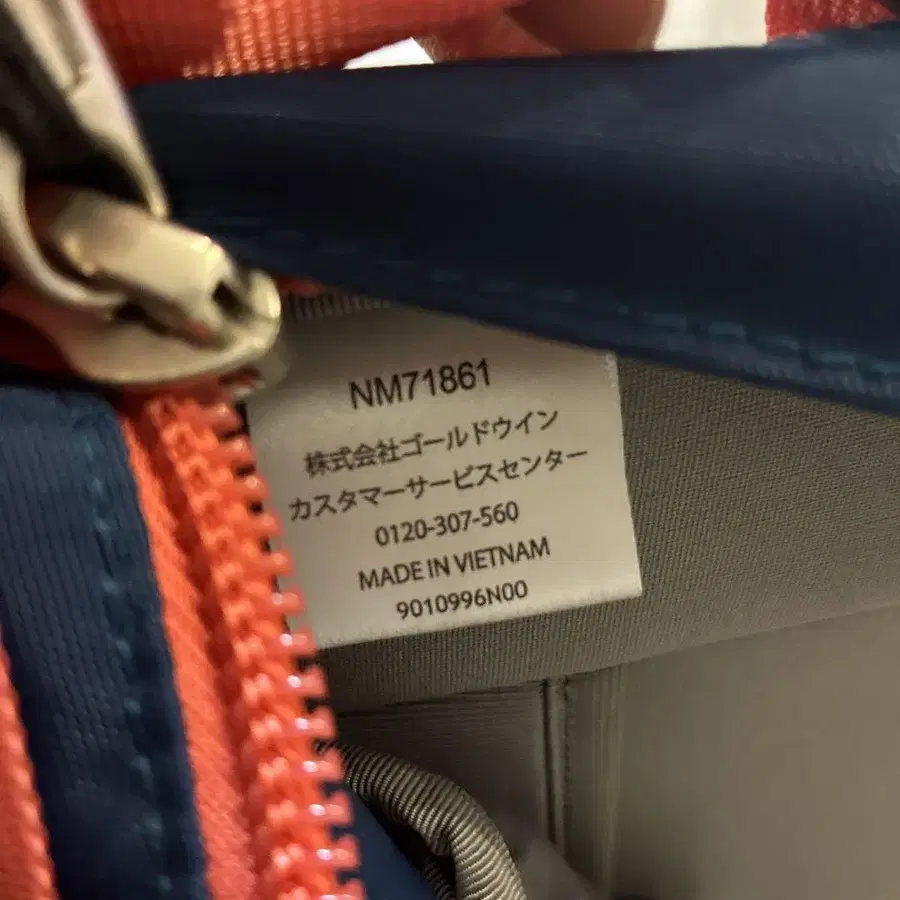 NM71861
株式会社ゴールドウイン
カスタマーサービスセンター
0120-307-560
MADE IN VIETNAM
9010996N00